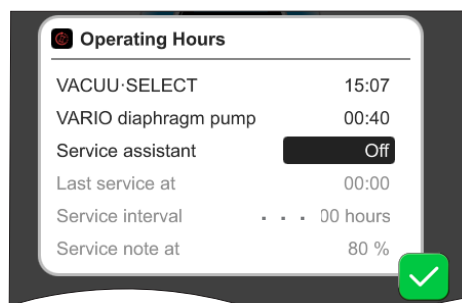 Operating Hours
VACUU·SELECT 15:07
VARIO diaphragm pump 00:40
Service assistant Off
Last service at 00:00
Service interval . . . 00 hours
Service note at 80 %